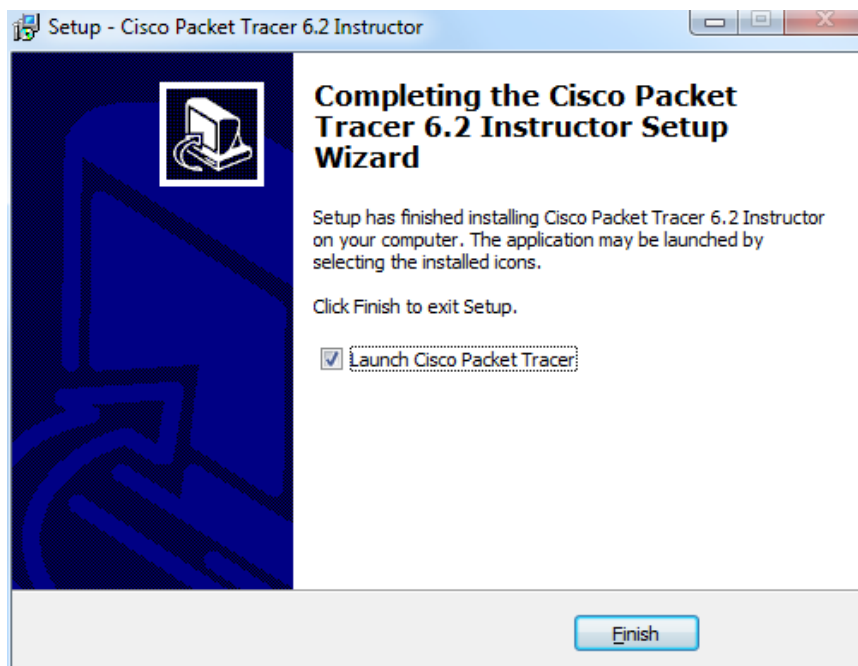 Setup - Cisco Packet Tracer 6.2 Instructor
Completing the Cisco Packet
Tracer 6.2 Instructor Setup
Wizard
Setup has finished installing Cisco Packet Tracer 6.2 Instructor
on your computer. The application may be launched by
selecting the installed icons.
Click Finish to exit Setup.
Launch Cisco Packet Tracer
Finish